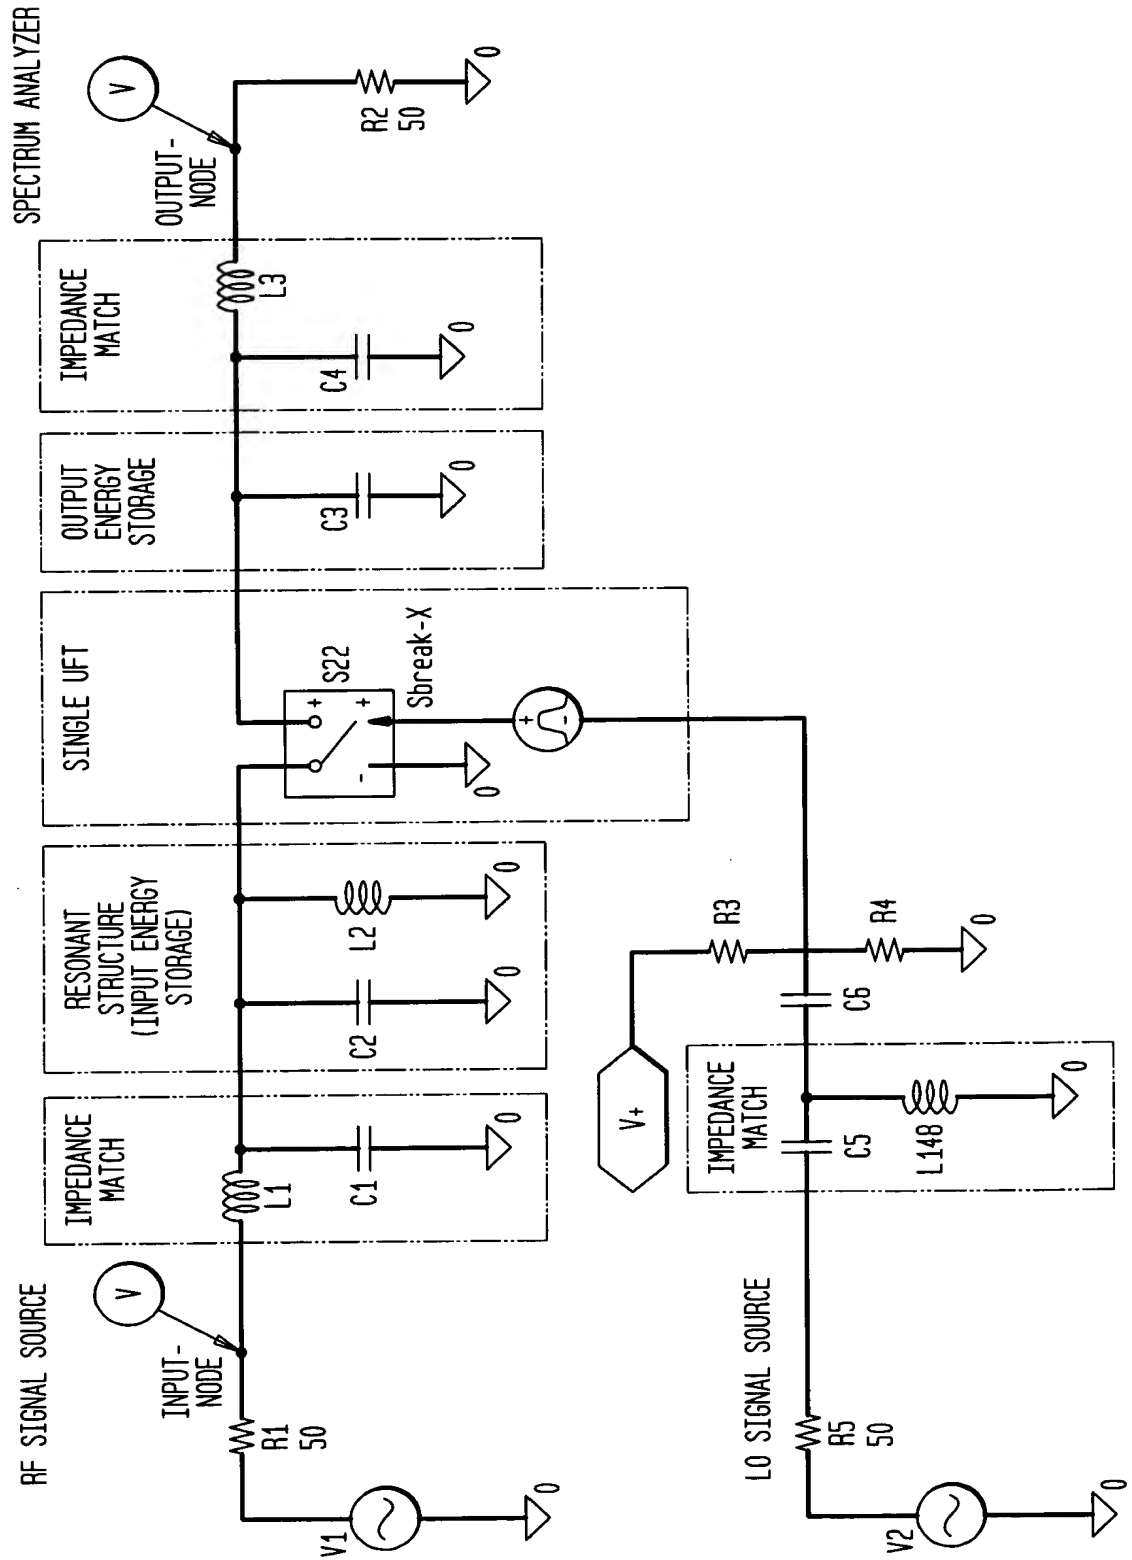 RF SIGNAL SOURCE
SPECTRUM ANALYZER
V
INPUT-
NODE
V1
R1
50
0
IMPEDANCE
MATCH
L1
C1
0
RESONANT
STRUCTURE
(INPUT ENERGY
STORAGE)
C2
0
L2
0
SINGLE UFT
S22
Sbreak-X
+
+
-
0
+
-
OUTPUT
ENERGY
STORAGE
C3
0
IMPEDANCE
MATCH
C4
0
L3
V
OUTPUT-
NODE
R2
50
0
LO SIGNAL SOURCE
V2
R5
50
0
IMPEDANCE
MATCH
C5
L148
0
C6
V+
R3
R4
0